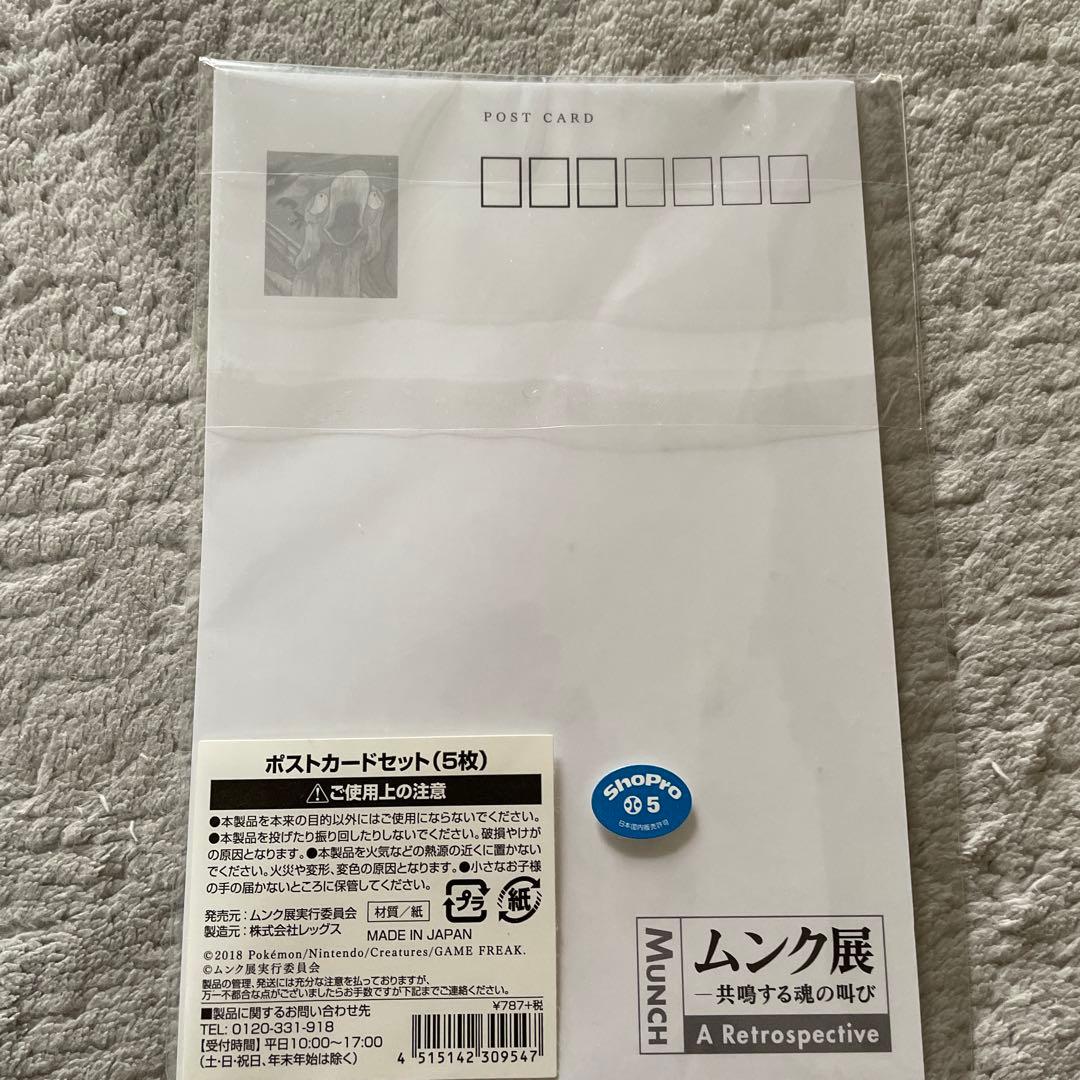 POST CARD
ポストカードセット（5枚）
ご使用上の注意
●本製品を本来の目的以外にはご使用にならないでください。
●本製品を投げたり振り回したりしないでください。破損やけが
の原因となります。●本製品を火気などの熱源の近くに置かない
でください。火災や変形、変色の原因となります。●小さなお子様
の手の届かないところに保管してください。
プラ
紙
発売元：ムンク展実行委員会
材質／紙
製造元：株式会社レッグス
MADE IN JAPAN
©2018 Pokémon/Nintendo/Creatures/GAME FREAK.
©ムンク展実行委員会
製品の管理、発送には充分な注意を払っておりますが、
万一不都合な点がございましたらお手数ですが下記までご連絡ください。
¥787+税
■製品に関するお問い合わせ先
TEL: 0120-331-918
【受付時間】平日10:00〜17:00
（土・日・祝日、年末年始は除く）
4 515142 309547
ShoPro
5
日本国内販売許可
MUNCH
ムンク展
―共鳴する魂の叫び
A Retrospective